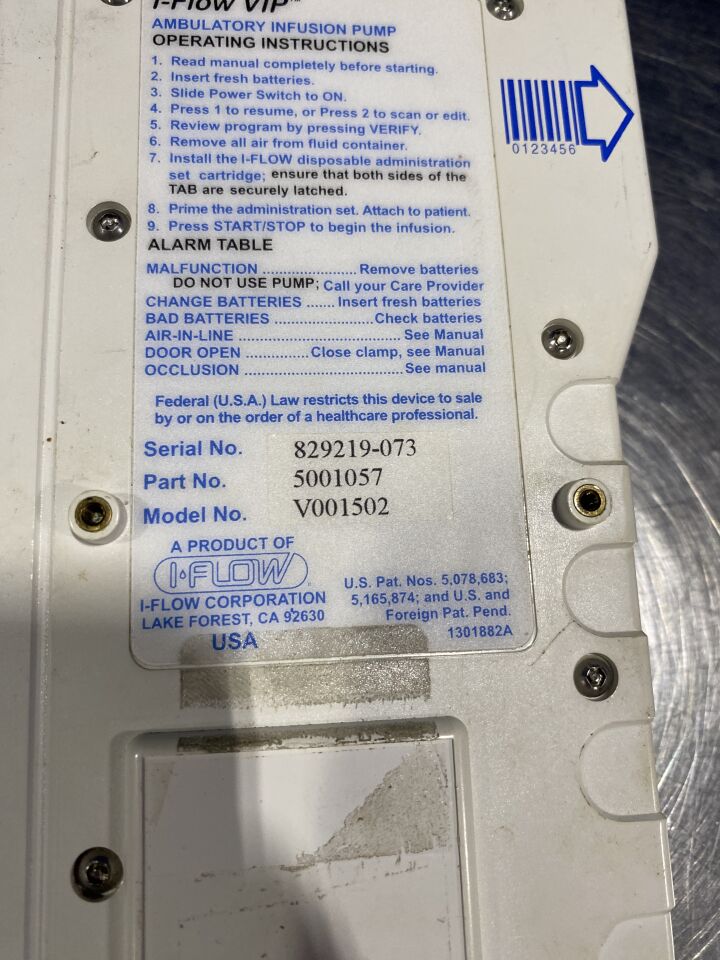 I-Flow VIP™
AMBULATORY INFUSION PUMP
OPERATING INSTRUCTIONS
1. Read manual completely before starting.
2. Insert fresh batteries.
3. Slide Power Switch to ON.
4. Press 1 to resume, or Press 2 to scan or edit.
5. Review program by pressing VERIFY.
6. Remove all air from fluid container.
7. Install the I-FLOW disposable administration
set cartridge; ensure that both sides of the
TAB are securely latched.
8. Prime the administration set. Attach to patient.
9. Press START/STOP to begin the infusion.
0123456
ALARM TABLE
MALFUNCTION ...................... Remove batteries
DO NOT USE PUMP; Call your Care Provider
CHANGE BATTERIES ....... Insert fresh batteries
BAD BATTERIES ....................... Check batteries
AIR-IN-LINE ...................................... See Manual
DOOR OPEN .............. Close clamp, see Manual
OCCLUSION ..................................... See manual
Federal (U.S.A.) Law restricts this device to sale
by or on the order of a healthcare professional.
Serial No. 829219-073
Part No. 5001057
Model No. V001502
A PRODUCT OF
I-FLOW
I-FLOW CORPORATION
LAKE FOREST, CA 92630
USA
U.S. Pat. Nos. 5,078,683;
5,165,874; and U.S. and
Foreign Pat. Pend.
1301882A